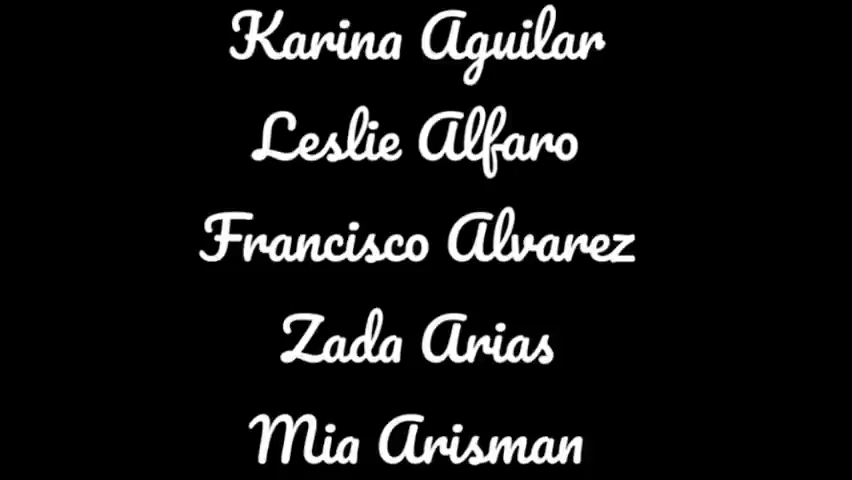 Karina Aguilar
Leslie Alfaro
Francisco Alvarez
Zada Arias
Mia Arisman